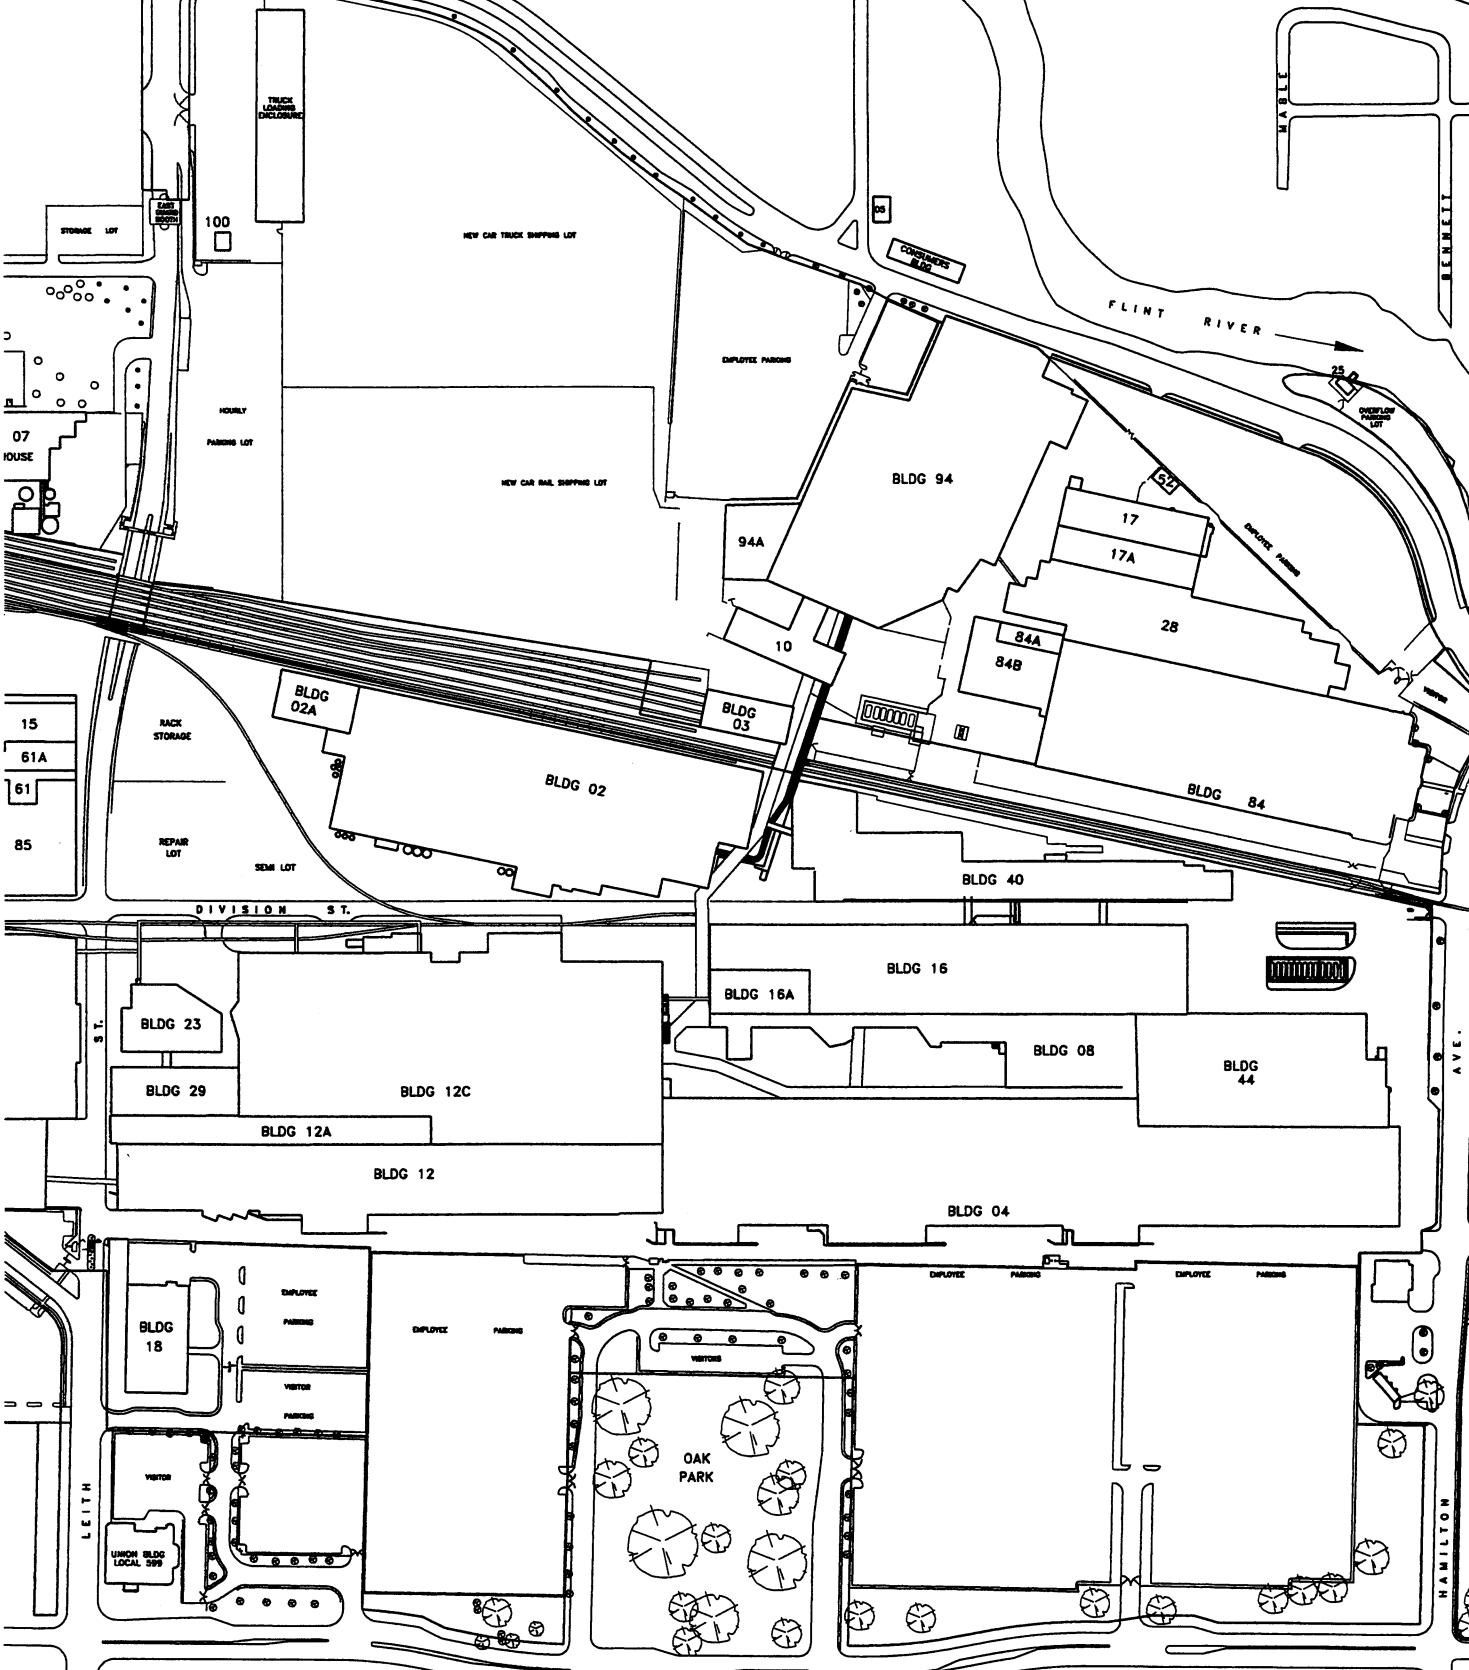 TRUCK
LOADING
ENCLOSURE
MABLE
BENNETT
EAST
GUARD
BOOTH
100
05
STORAGE LOT
NEW CAR TRUCK SHIPPING LOT
CONSUMERS
BLDG
FLINT RIVER
EMPLOYEE PARKING
25
OVERFLOW
PARKING
LOT
HOURLY
PARKING LOT
07
HOUSE
NEW CAR RAIL SHIPPING LOT
BLDG 94
17
EMPLOYEE PARKING
94A
17A
28
84A
84B
10
BLDG
02A
BLDG
03
VISITOR
15
RACK
STORAGE
61A
61
BLDG 02
BLDG 84
85
REPAIR
LOT
SEMI LOT
BLDG 40
DIVISION ST.
BLDG 16
BLDG 16A
BLDG 23
ST.
BLDG 08
AVE.
BLDG
44
BLDG 29
BLDG 12C
BLDG 12A
BLDG 12
BLDG 04
EMPLOYEE PARKING
EMPLOYEE PARKING
EMPLOYEE
PARKING
BLDG
18
EMPLOYEE PARKING
VISITORS
VISITOR
PARKING
OAK
PARK
VISITOR
LEITH
HAMILTON
UNION BLDG
LOCAL 599